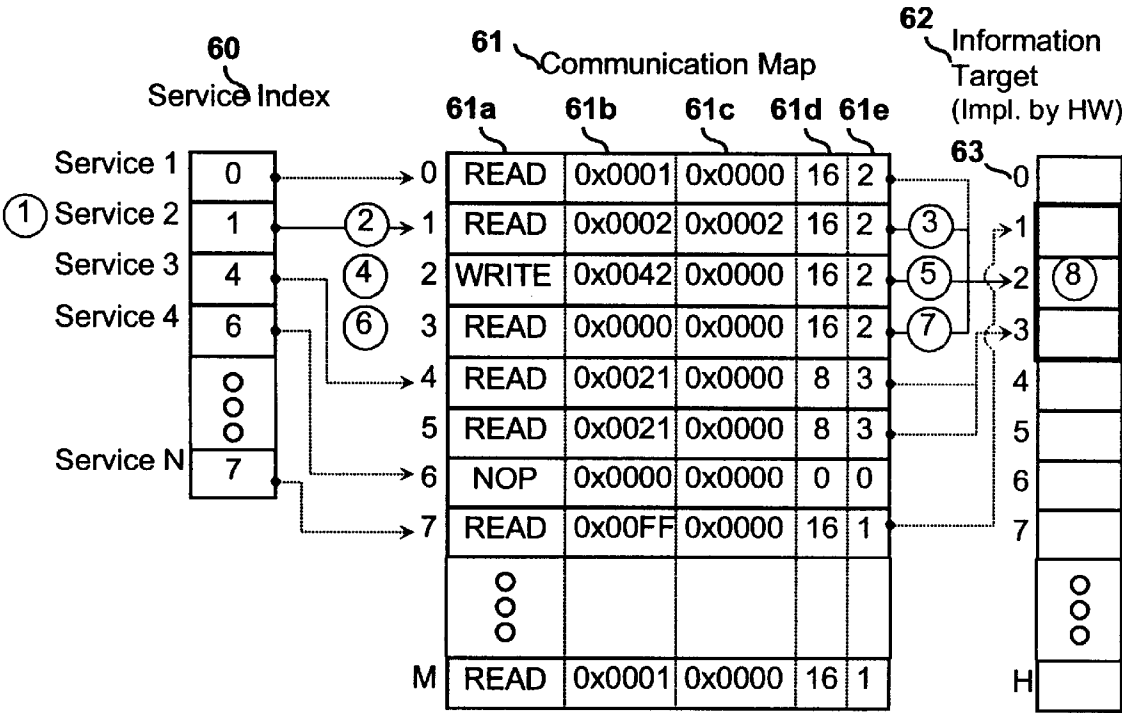 60
Service Index
61
Communication Map
62
Information
Target
(Impl. by HW)
61a 61b 61c 61d 61e
63
Service 1 0 0 READ 0x0001 0x0000 16 2 0
1 Service 2 1 2 1 READ 0x0002 0x0002 16 2 3 1
Service 3 4 4 2 WRITE 0x0042 0x0000 16 2 5 2 8
Service 4 6 6 3 READ 0x0000 0x0000 16 2 7 3
4 READ 0x0021 0x0000 8 3 4
5 READ 0x0021 0x0000 8 3 5
Service N 7 6 NOP 0x0000 0x0000 0 0 6
7 READ 0x00FF 0x0000 16 1 7
M READ 0x0001 0x0000 16 1 H